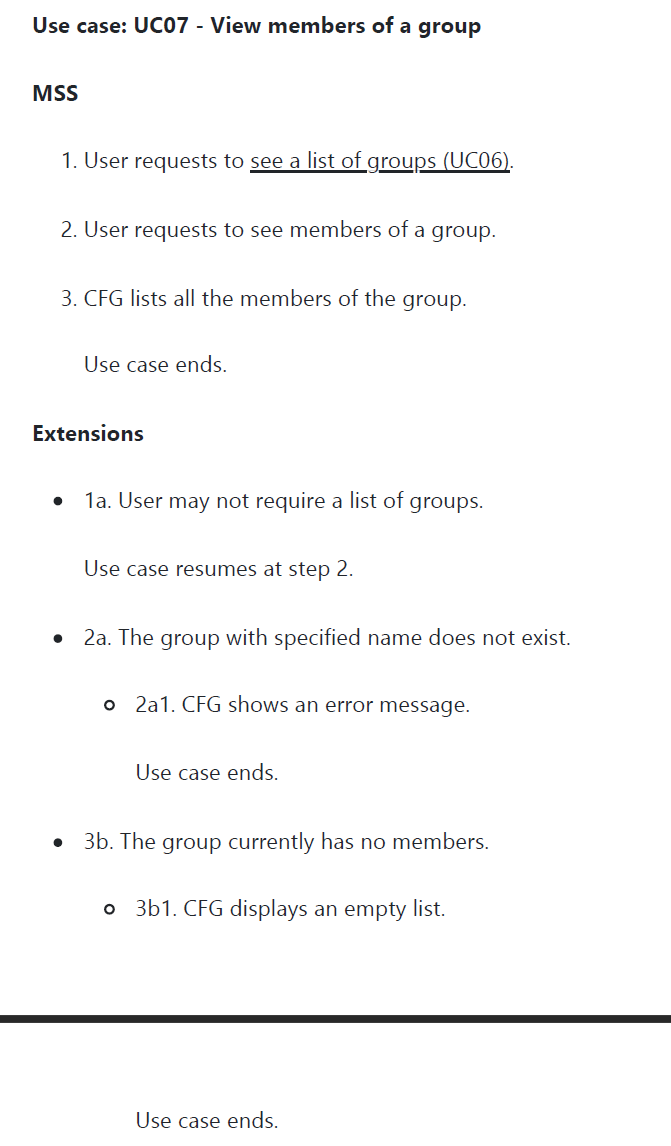 Use case: UC07 - View members of a group
MSS
1. User requests to see a list of groups (UC06).
2. User requests to see members of a group.
3. CFG lists all the members of the group.
Use case ends.
Extensions
• 1a. User may not require a list of groups.
Use case resumes at step 2.
• 2a. The group with specified name does not exist.
○ 2a1. CFG shows an error message.
Use case ends.
• 3b. The group currently has no members.
○ 3b1. CFG displays an empty list.
Use case ends.